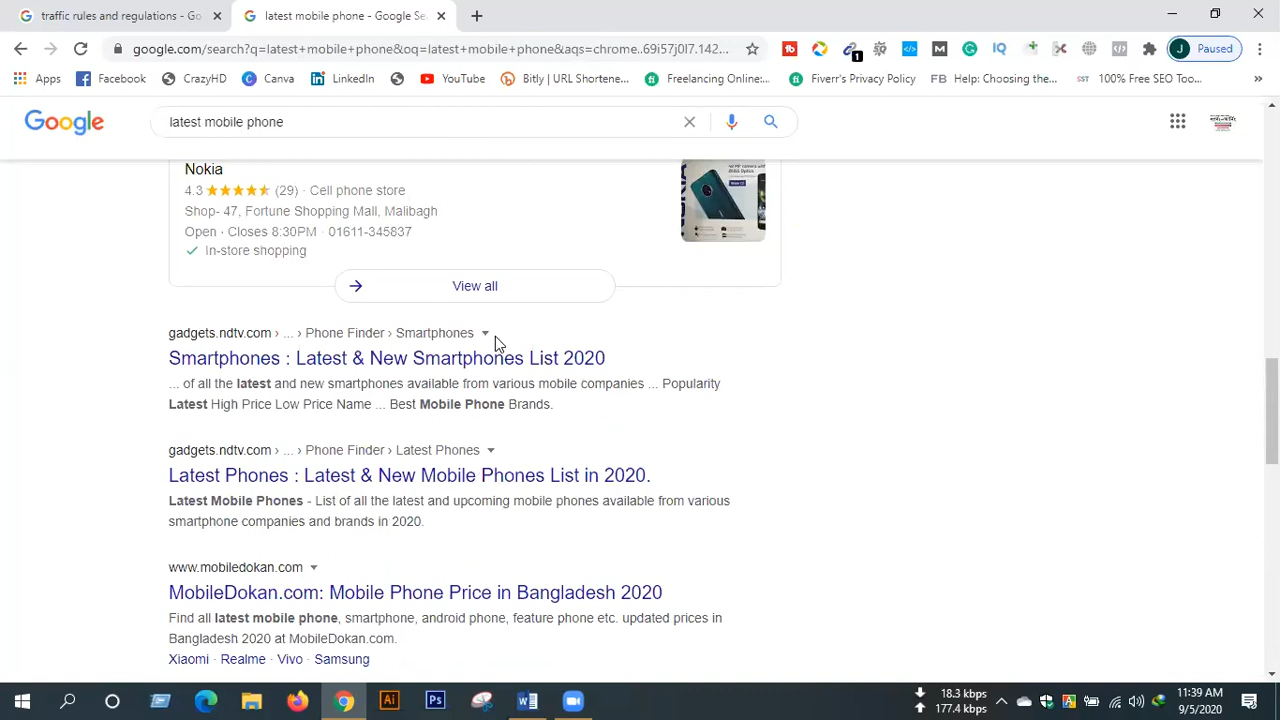 traffic rules and regulations - Go
latest mobile phone - Google Se
google.com/search?q=latest+mobile+phone&oq=latest+mobile+phone&aqs=chrome..69i57j0l7.142...
1
J Paused
Apps Facebook CrazyHD Canva LinkedIn YouTube Bitly | URL Shortene... Freelancing Online:... Fiverr's Privacy Policy FB Help: Choosing the... SST 100% Free SEO Too... »
Google
latest mobile phone
Nokia
4.3 (29) · Cell phone store
Shop- 47, Fortune Shopping Mall, Malibagh
Open · Closes 8:30PM · 01611-345837
In-store shopping
View all
gadgets.ndtv.com › ... › Phone Finder › Smartphones
Smartphones : Latest & New Smartphones List 2020
... of all the latest and new smartphones available from various mobile companies ... Popularity
Latest High Price Low Price Name ... Best Mobile Phone Brands.
gadgets.ndtv.com › ... › Phone Finder › Latest Phones
Latest Phones : Latest & New Mobile Phones List in 2020.
Latest Mobile Phones - List of all the latest and upcoming mobile phones available from various
smartphone companies and brands in 2020.
www.mobiledokan.com
MobileDokan.com: Mobile Phone Price in Bangladesh 2020
Find all latest mobile phone, smartphone, android phone, feature phone etc. updated prices in
Bangladesh 2020 at MobileDokan.com.
Xiaomi · Realme · Vivo · Samsung
Ai Ps
18.3 kbps
177.4 kbps
11:39 AM
9/5/2020